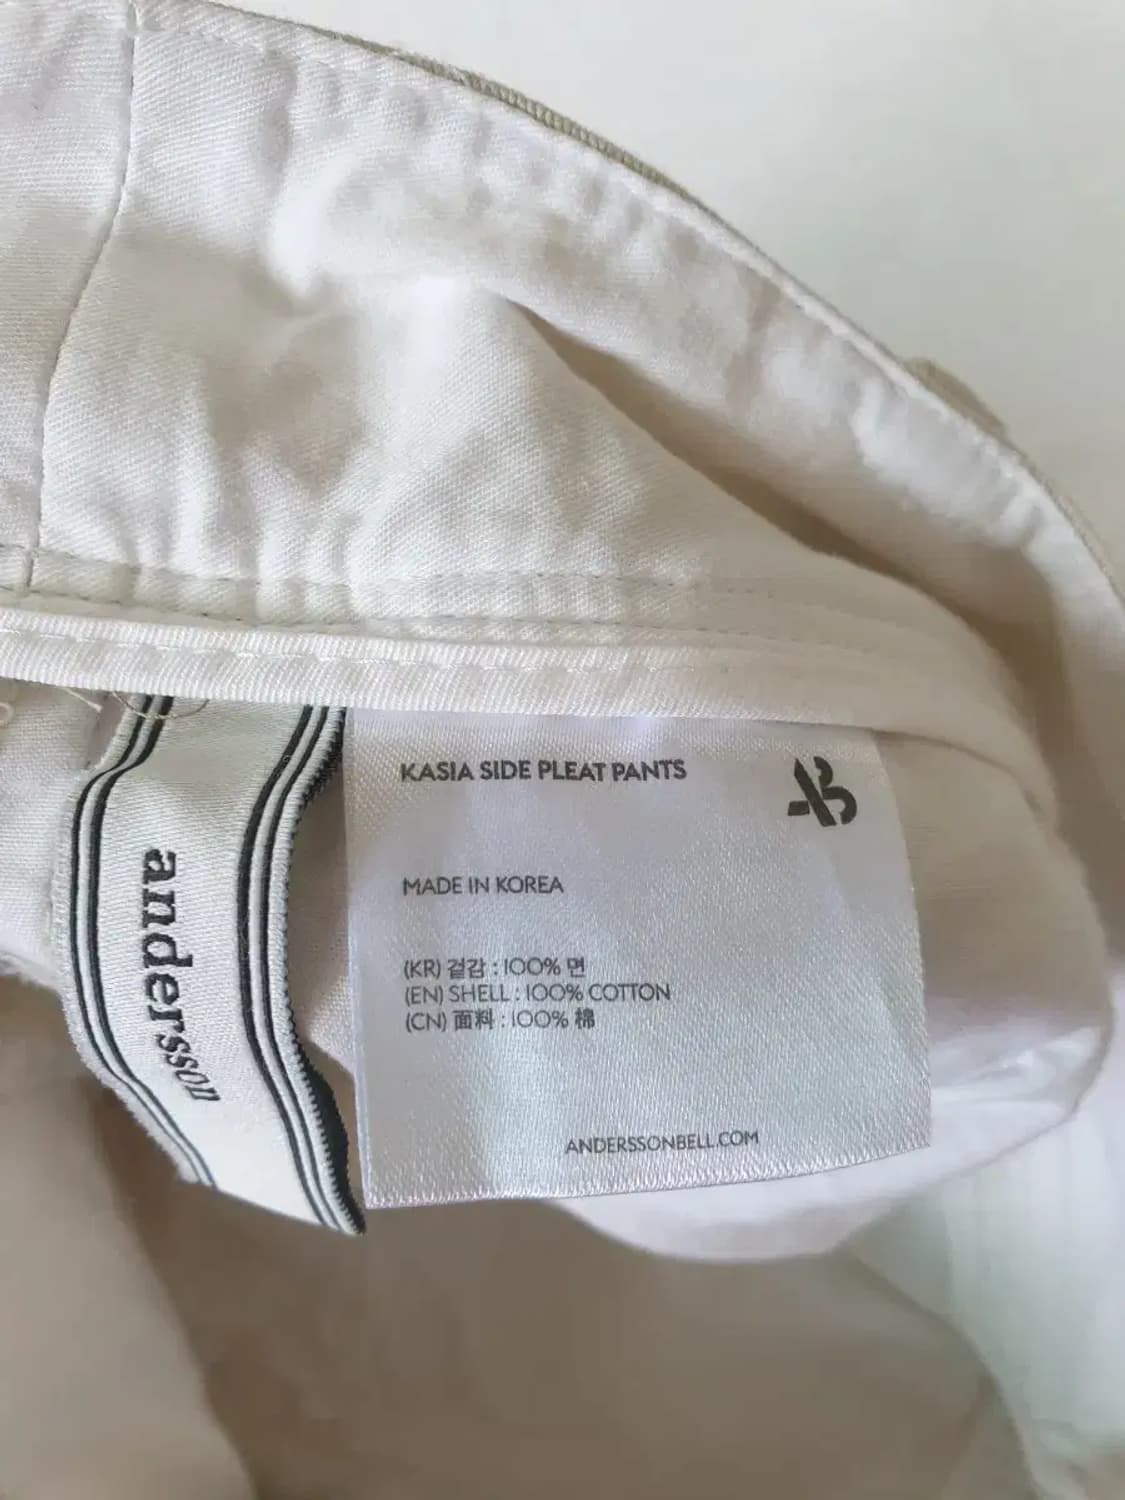 andersson
KASIA SIDE PLEAT PANTS
AB
MADE IN KOREA
(KR) 겉감 : 100% 면
(EN) SHELL : 100% COTTON
(CN) 面料 : 100% 棉
ANDERSSONBELL.COM